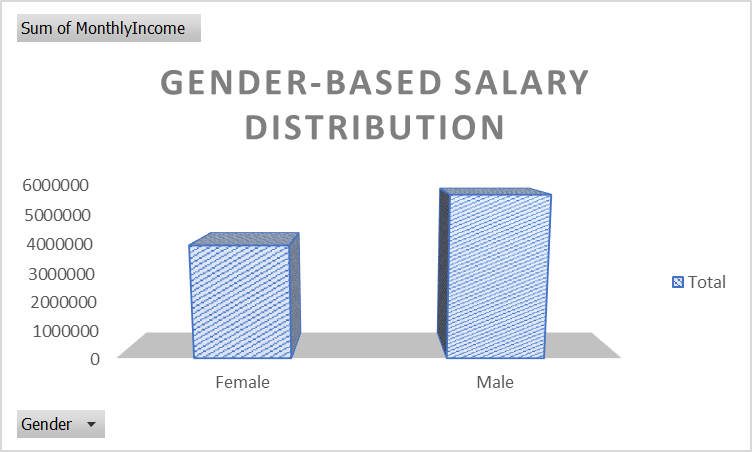 Sum of MonthlyIncome
GENDER-BASED SALARY
DISTRIBUTION
6000000
5000000
4000000
3000000
2000000
1000000
0
Female
Male
Total
Gender